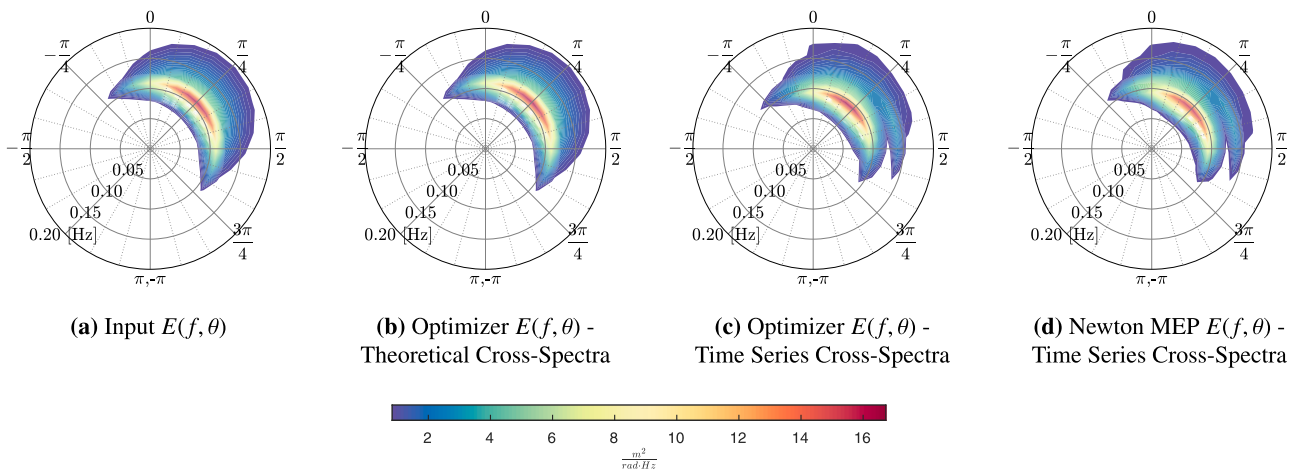 0
−π/4
π/4
−π/2
π/2
0.05
0.10
0.15
0.20 [Hz]
3π/4
π,-π
0
−π/4
π/4
−π/2
π/2
0.05
0.10
0.15
0.20 [Hz]
3π/4
π,-π
0
−π/4
π/4
−π/2
π/2
0.05
0.10
0.15
0.20 [Hz]
3π/4
π,-π
0
−π/4
π/4
−π/2
π/2
0.05
0.10
0.15
0.20 [Hz]
3π/4
π,-π
(a) Input E(f, θ)
(b) Optimizer E(f, θ) -
Theoretical Cross-Spectra
(c) Optimizer E(f, θ) -
Time Series Cross-Spectra
(d) Newton MEP E(f, θ) -
Time Series Cross-Spectra
2 4 6 8 10 12 14 16
m²/rad·Hz